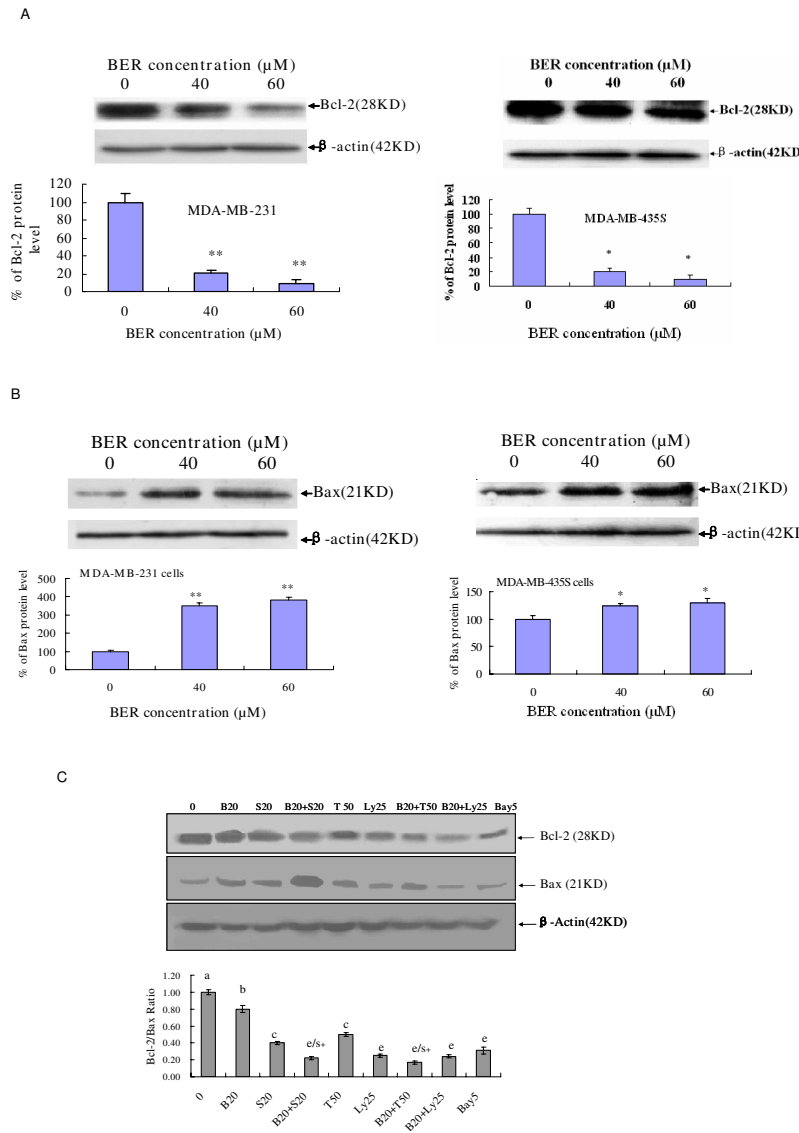 A
BER concentration (µM)
0 40 60
Bcl-2(28KD)
β -actin(42KD)
% of Bcl-2 protein level
120
100
80
60
40
20
0
MDA-MB-231
** **
0 40 60
BER concentration (µM)
BER concentration (µM)
0 40 60
Bcl-2(28KD)
β -actin(42KD
% of Bcl-2 protein level
120
100
80
60
40
20
0
MDA-MB-435S
* *
0 40 60
BER concentration (µM)
B
BER concentration (µM)
0 40 60
Bax(21KD)
β -actin(42KD)
% of Bax protein level
500
400
300
200
100
0
MDA-MB-231 cells
** **
0 40 60
BER concentration (µM)
BER concentration (µM)
0 40 60
Bax(21KD)
β -actin(42KD
% of Bax protein level
150
100
50
0
MDA-MB-435S cells
* *
0 40 60
BER concentration (µM)
C
0 B20 S20 B20+S20 T 50 Ly25 B20+T50 B20+Ly25 Bay5
Bcl-2 (28KD)
Bax (21KD)
β -Actin(42KD)
Bcl-2/Bax Ratio
1.20
1.00
0.80
0.60
0.40
0.20
0.00
a b c e/s+ c e e/s+ e e
0 B20 S20 B20+S20 T 50 Ly25 B20+T50 B20+Ly25 Bay5